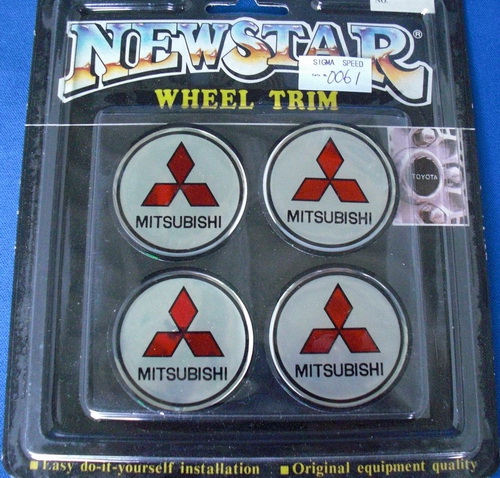 NO.
NEWSTAR®
SIGMA SPEED
0061
WHEEL TRIM
TOYOTA
MITSUBISHI
MITSUBISHI
MITSUBISHI
MITSUBISHI
Easy do-it-yourself installation
Original equipment quality